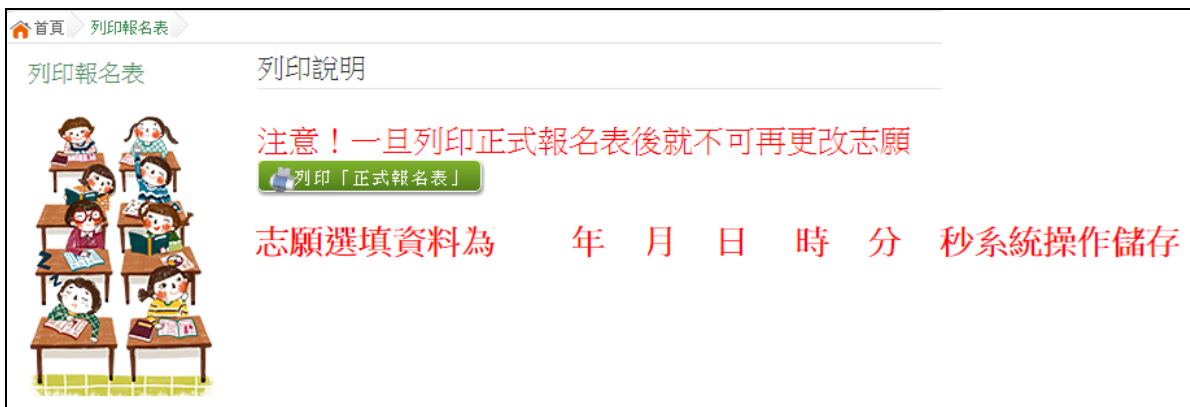 首頁 列印報名表
列印報名表
列印說明
注意！一旦列印正式報名表後就不可再更改志願
列印「正式報名表」
志願選填資料為 年 月 日 時 分 秒系統操作儲存